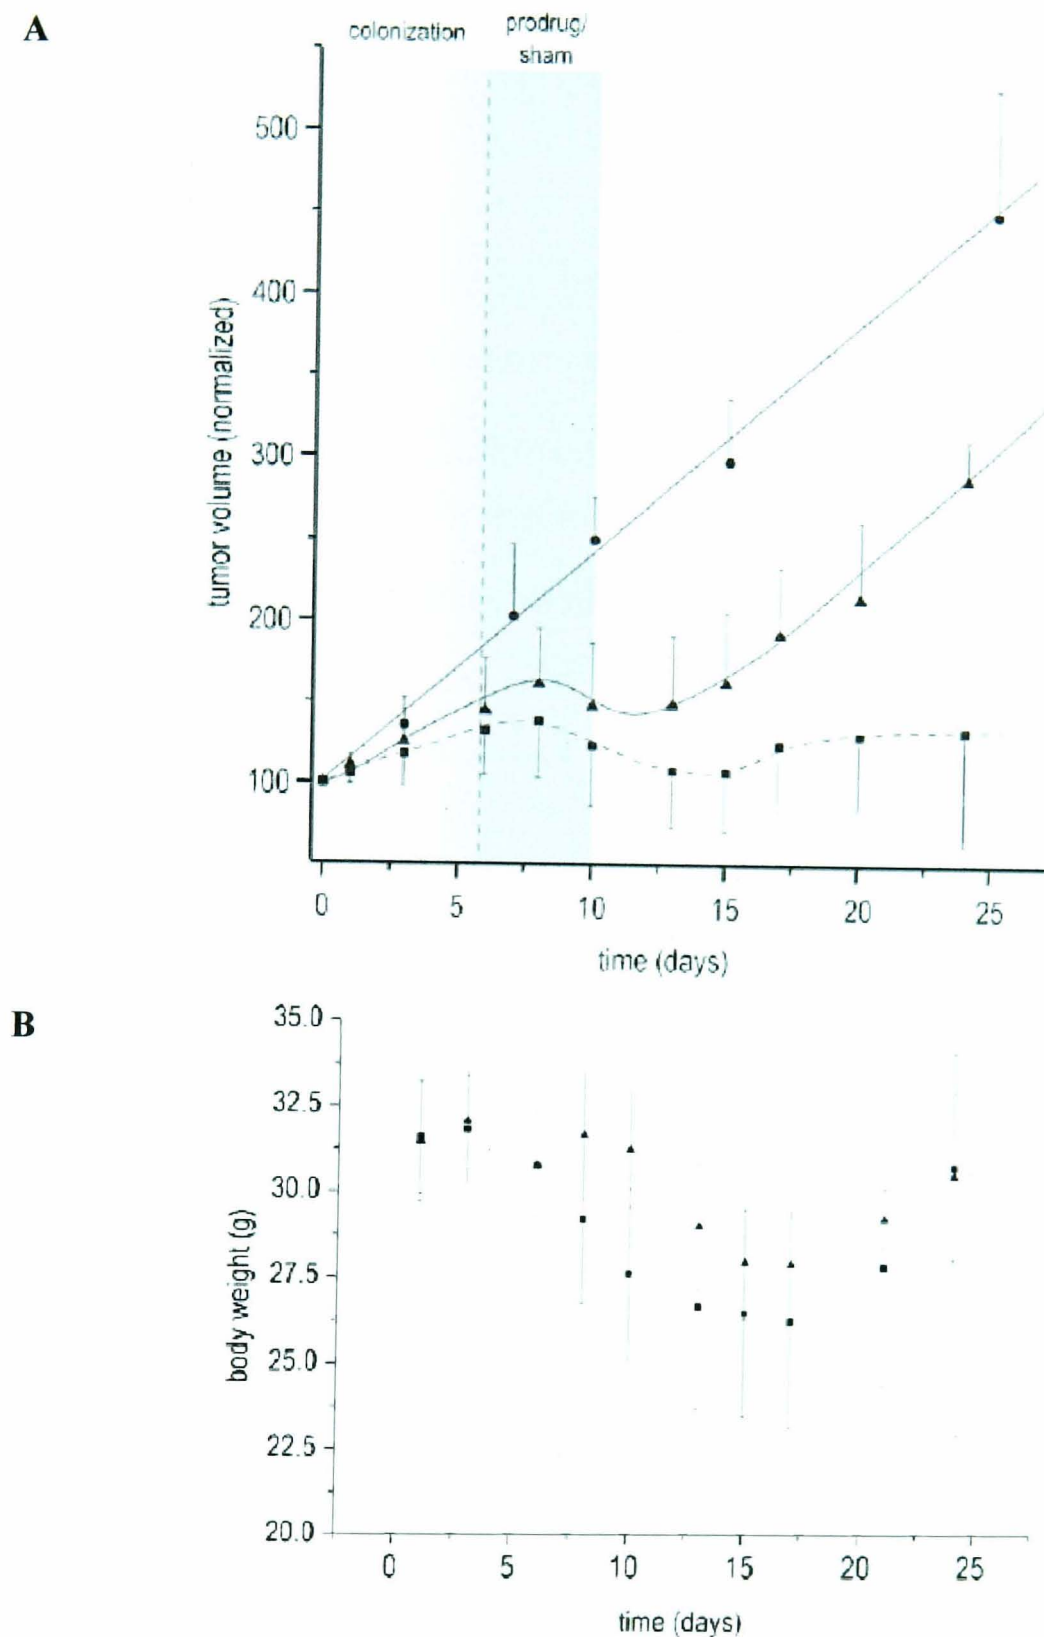 A
colonization
prodrug/
sham
500
400
300
200
100
tumor volume (normalized)
0 5 10 15 20 25
time (days)
B
35.0
32.5
30.0
27.5
25.0
22.5
20.0
body weight (g)
0 5 10 15 20 25
time (days)